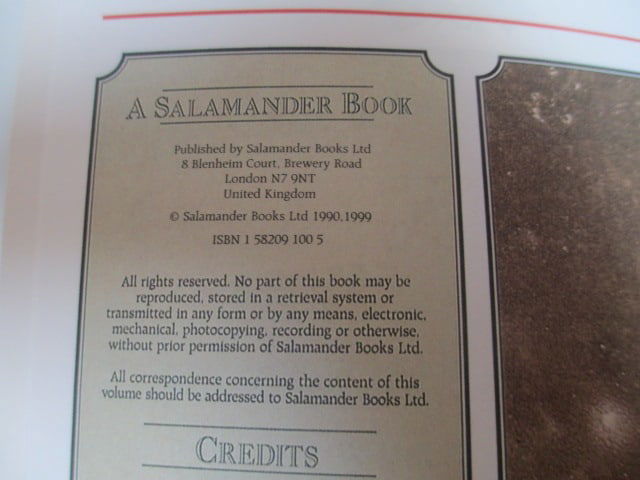 A SALAMANDER BOOK
Published by Salamander Books Ltd
8 Blenheim Court, Brewery Road
London N7 9NT
United Kingdom
© Salamander Books Ltd 1990,1999
ISBN 1 58209 100 5
All rights reserved. No part of this book may be
reproduced, stored in a retrieval system or
transmitted in any form or by any means, electronic,
mechanical, photocopying, recording or otherwise,
without prior permission of Salamander Books Ltd.
All correspondence concerning the content of this
volume should be addressed to Salamander Books Ltd.
CREDITS